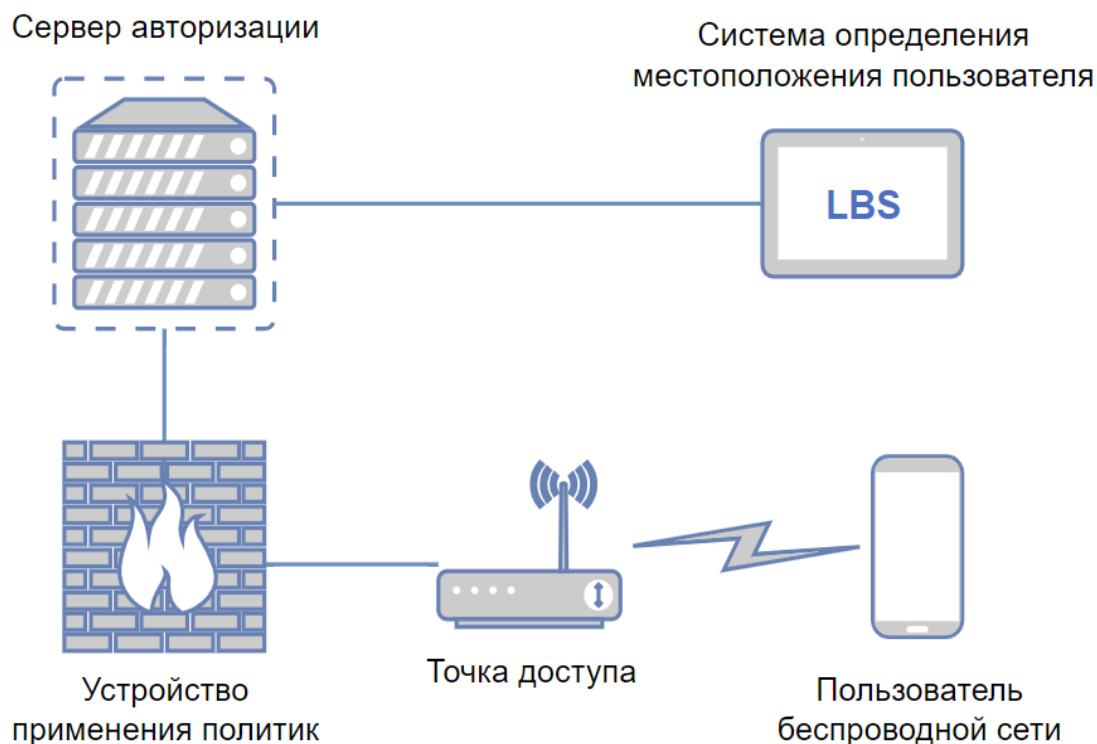 Сервер авторизации
Система определения
местоположения пользователя
LBS
Точка доступа
Устройство
применения политик
Пользователь
беспроводной сети